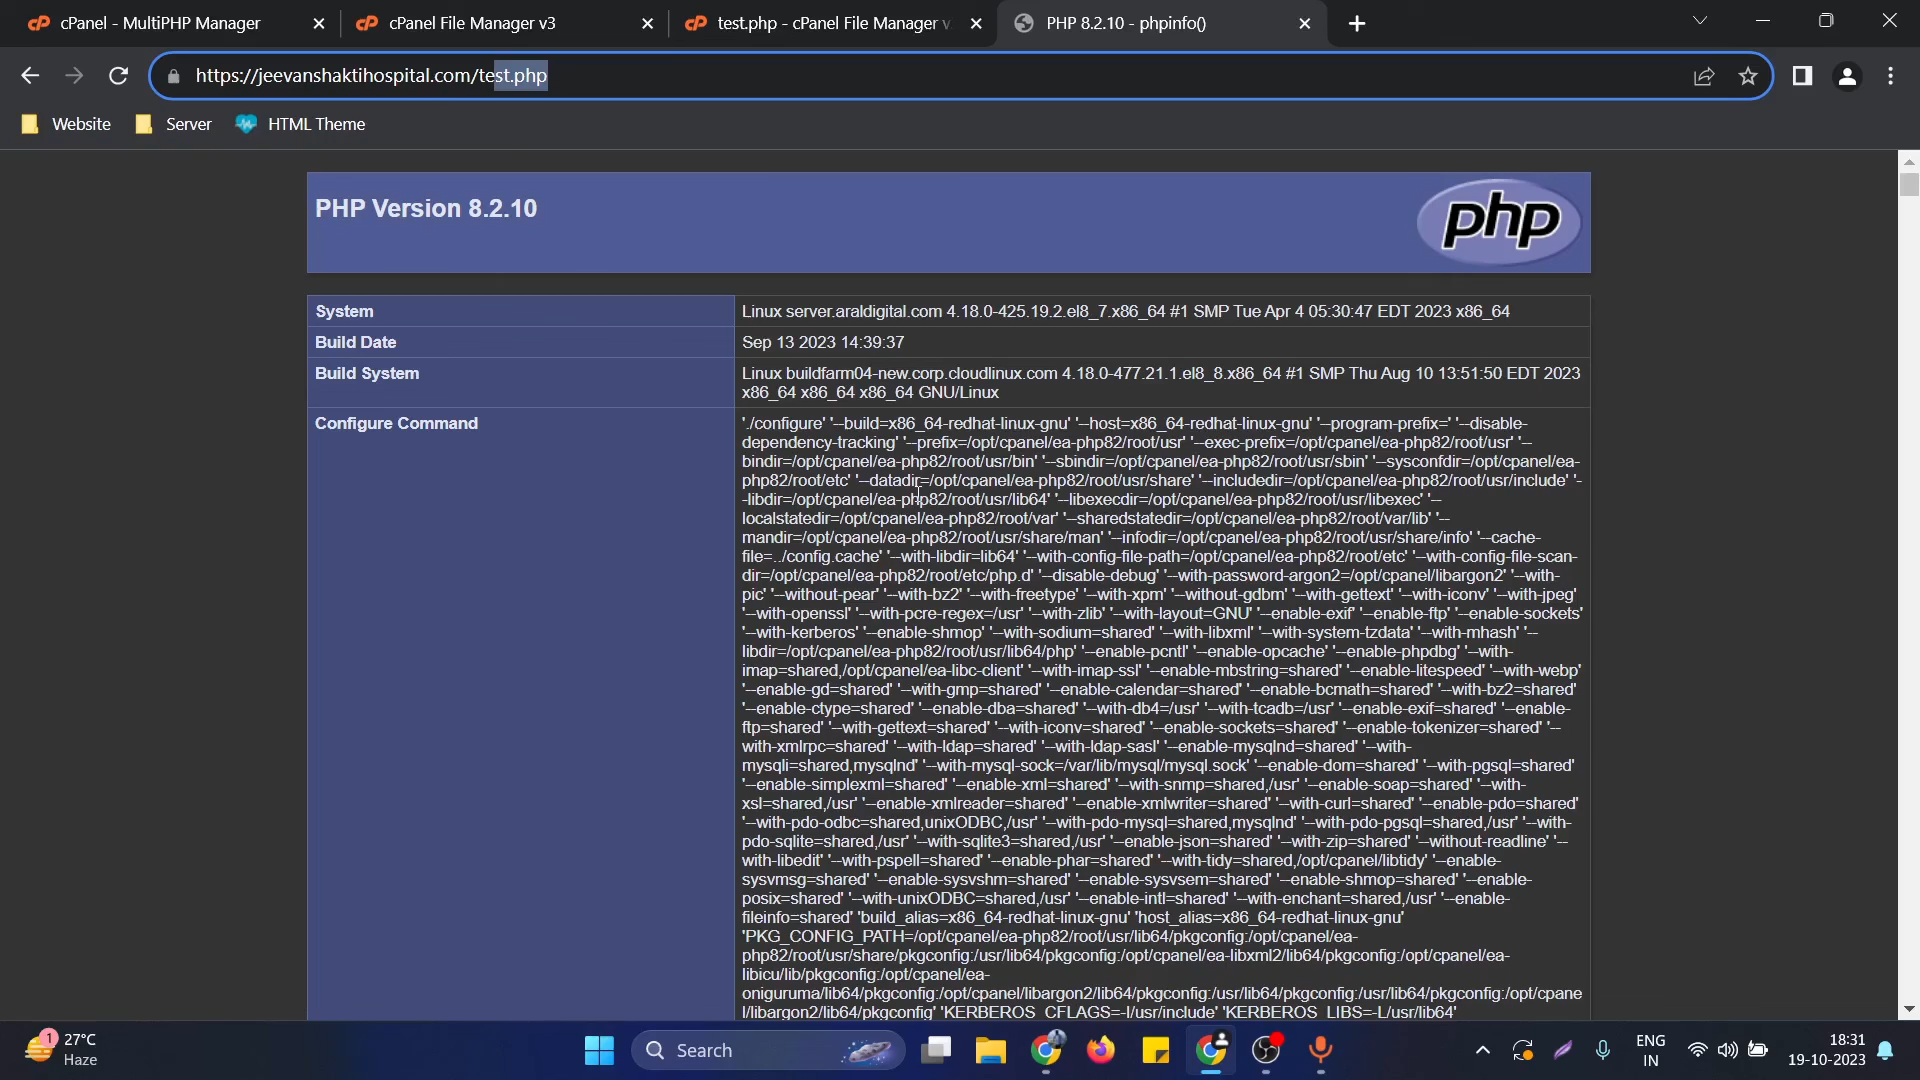 cPanel - MultiPHP Manager
cPanel File Manager v3
test.php - cPanel File Manager v
PHP 8.2.10 - phpinfo()
https://jeevanshaktihospital.com/test.php
Website
Server
HTML Theme
PHP Version 8.2.10
php
System
Linux server.araldigital.com 4.18.0-425.19.2.el8_7.x86_64 #1 SMP Tue Apr 4 05:30:47 EDT 2023 x86_64
Build Date
Sep 13 2023 14:39:37
Build System
Linux buildfarm04-new.corp.cloudlinux.com 4.18.0-477.21.1.el8_8.x86_64 #1 SMP Thu Aug 10 13:51:50 EDT 2023
x86_64 x86_64 x86_64 GNU/Linux
Configure Command
'./configure' '--build=x86_64-redhat-linux-gnu' '--host=x86_64-redhat-linux-gnu' '--program-prefix=' '--disable-
dependency-tracking' '--prefix=/opt/cpanel/ea-php82/root/usr' '--exec-prefix=/opt/cpanel/ea-php82/root/usr' '--
bindir=/opt/cpanel/ea-php82/root/usr/bin' '--sbindir=/opt/cpanel/ea-php82/root/usr/sbin' '--sysconfdir=/opt/cpanel/ea-
php82/root/etc' '--datadir=/opt/cpanel/ea-php82/root/usr/share' '--includedir=/opt/cpanel/ea-php82/root/usr/include' '-
-libdir=/opt/cpanel/ea-php82/root/usr/lib64' '--libexecdir=/opt/cpanel/ea-php82/root/usr/libexec' '--
localstatedir=/opt/cpanel/ea-php82/root/var' '--sharedstatedir=/opt/cpanel/ea-php82/root/var/lib' '--
mandir=/opt/cpanel/ea-php82/root/usr/share/man' '--infodir=/opt/cpanel/ea-php82/root/usr/share/info' '--cache-
file=../config.cache' '--with-libdir=lib64' '--with-config-file-path=/opt/cpanel/ea-php82/root/etc' '--with-config-file-scan-
dir=/opt/cpanel/ea-php82/root/etc/php.d' '--disable-debug' '--with-password-argon2=/opt/cpanel/libargon2' '--with-
pic' '--without-pear' '--with-bz2' '--with-freetype' '--with-xpm' '--without-gdbm' '--with-gettext' '--with-iconv' '--with-jpeg'
'--with-openssl' '--with-pcre-regex=/usr' '--with-zlib' '--with-layout=GNU' '--enable-exif' '--enable-ftp' '--enable-sockets'
'--with-kerberos' '--enable-shmop' '--with-sodium=shared' '--with-libxml' '--with-system-tzdata' '--with-mhash' '--
libdir=/opt/cpanel/ea-php82/root/usr/lib64/php' '--enable-pcntl' '--enable-opcache' '--enable-phpdbg' '--with-
imap=shared,/opt/cpanel/ea-libc-client' '--with-imap-ssl' '--enable-mbstring=shared' '--enable-litespeed' '--with-webp'
'--enable-gd=shared' '--with-gmp=shared' '--enable-calendar=shared' '--enable-bcmath=shared' '--with-bz2=shared'
'--enable-ctype=shared' '--enable-dba=shared' '--with-db4=/usr' '--with-tcadb=/usr' '--enable-exif=shared' '--enable-
ftp=shared' '--with-gettext=shared' '--with-iconv=shared' '--enable-sockets=shared' '--enable-tokenizer=shared' '--
with-xmlrpc=shared' '--with-ldap=shared' '--with-ldap-sasl' '--enable-mysqlnd=shared' '--with-
mysqli=shared,mysqlnd' '--with-mysql-sock=/var/lib/mysql/mysql.sock' '--enable-dom=shared' '--with-pgsql=shared'
'--enable-simplexml=shared' '--enable-xml=shared' '--with-snmp=shared,/usr' '--enable-soap=shared' '--with-
xsl=shared,/usr' '--enable-xmlreader=shared' '--enable-xmlwriter=shared' '--with-curl=shared' '--enable-pdo=shared'
'--with-pdo-odbc=shared,unixODBC,/usr' '--with-pdo-mysql=shared,mysqlnd' '--with-pdo-pgsql=shared,/usr' '--with-
pdo-sqlite=shared,/usr' '--with-sqlite3=shared,/usr' '--enable-json=shared' '--with-zip=shared' '--without-readline' '--
with-libedit' '--with-pspell=shared' '--enable-phar=shared' '--with-tidy=shared,/opt/cpanel/libtidy' '--enable-
sysvmsg=shared' '--enable-sysvshm=shared' '--enable-sysvsem=shared' '--enable-shmop=shared' '--enable-
posix=shared' '--with-unixODBC=shared,/usr' '--enable-intl=shared' '--with-enchant=shared,/usr' '--enable-
fileinfo=shared' 'build_alias=x86_64-redhat-linux-gnu' 'host_alias=x86_64-redhat-linux-gnu'
'PKG_CONFIG_PATH=/opt/cpanel/ea-php82/root/usr/lib64/pkgconfig:/opt/cpanel/ea-
php82/root/usr/share/pkgconfig:/usr/lib64/pkgconfig:/opt/cpanel/ea-libxml2/lib64/pkgconfig:/opt/cpanel/ea-
libicu/lib/pkgconfig:/opt/cpanel/ea-
oniguruma/lib64/pkgconfig:/opt/cpanel/libargon2/lib64/pkgconfig:/usr/lib64/pkgconfig:/usr/lib64/pkgconfig:/opt/cpane
l/libargon2/lib64/pkgconfig' 'KERBEROS_CFLAGS=-I/usr/include' 'KERBEROS_LIBS=-L/usr/lib64'
1
27°C
Haze
Search
ENG
IN
18:31
19-10-2023